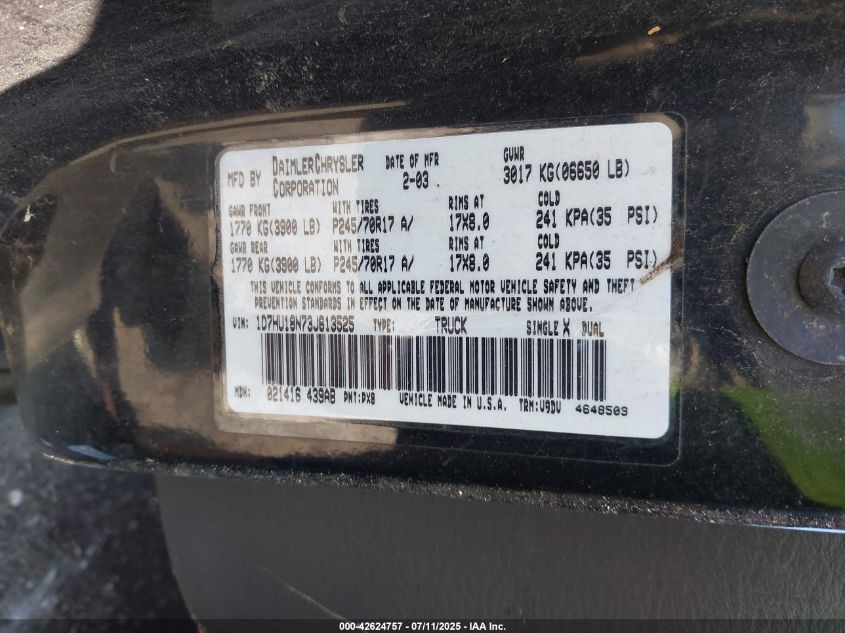 MFD BY DAIMLERCHRYSLER CORPORATION DATE OF MFR 2-03 GVWR 3017 KG(06650 LB)
GAWR FRONT WITH TIRES RIMS AT COLD
1770 KG(3900 LB) P245/70R17 A/ 17X8.0 241 KPA(35 PSI)
GAWR REAR WITH TIRES RIMS AT COLD
1770 KG(3900 LB) P245/70R17 A/ 17X8.0 241 KPA(35 PSI)
THIS VEHICLE CONFORMS TO ALL APPLICABLE FEDERAL MOTOR VEHICLE SAFETY AND THEFT
PREVENTION STANDARDS IN EFFECT ON THE DATE OF MANUFACTURE SHOWN ABOVE.
VIN: 1D7HU18N73J613525 TYPE: TRUCK SINGLE X DUAL
MDH: 021416 439AB PNT:PX8 VEHICLE MADE IN U.S.A. TRM:V9DV 4648503
000-42624757 - 07/11/2025 - IAA Inc.